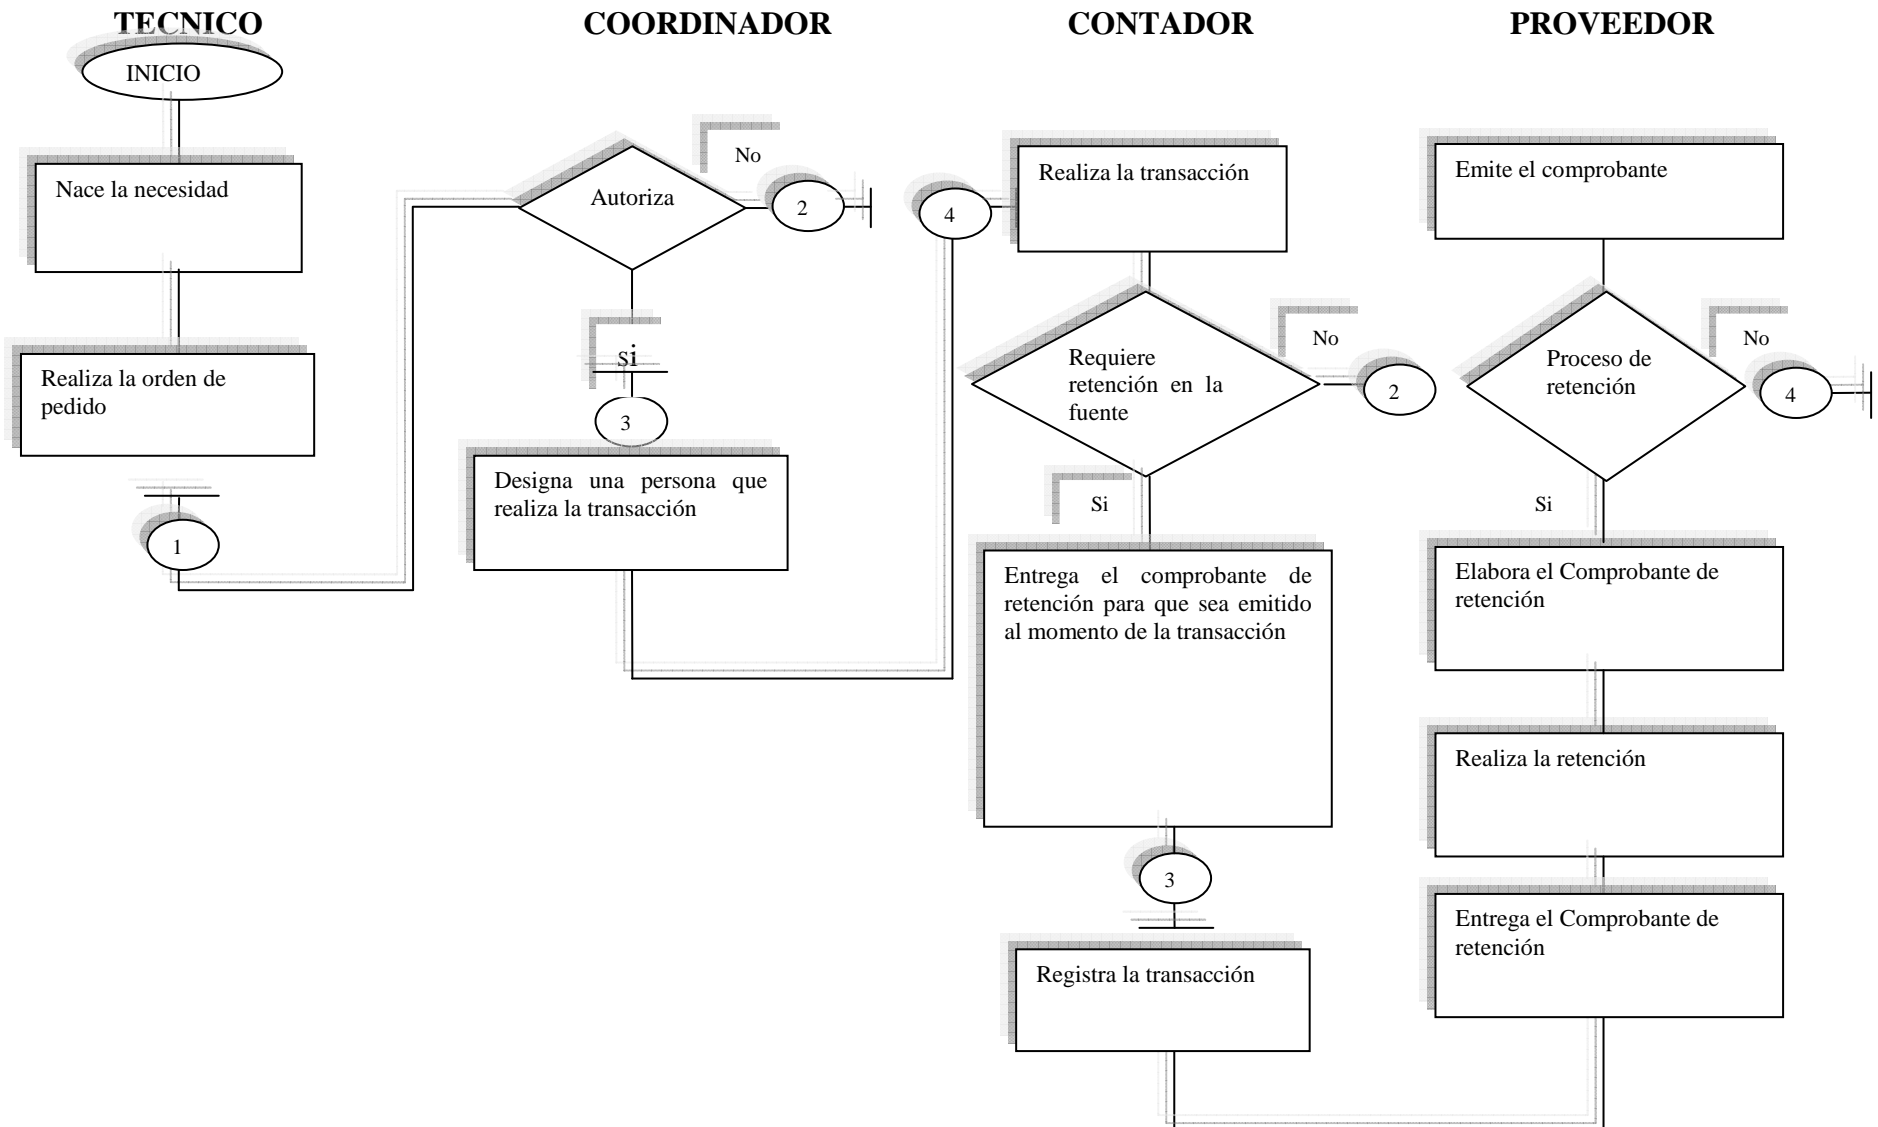 TECNICO
COORDINADOR
CONTADOR
PROVEEDOR
INICIO
Nace la necesidad
Realiza la orden de
pedido
1
Autoriza
No
2
si
3
Designa una persona que
realiza la transacción
4
Realiza la transacción
Requiere
retención en la
fuente
No
2
Si
Entrega el comprobante de
retención para que sea emitido
al momento de la transacción
3
Registra la transacción
Emite el comprobante
Proceso de
retención
No
4
Si
Elabora el Comprobante de
retención
Realiza la retención
Entrega el Comprobante de
retención